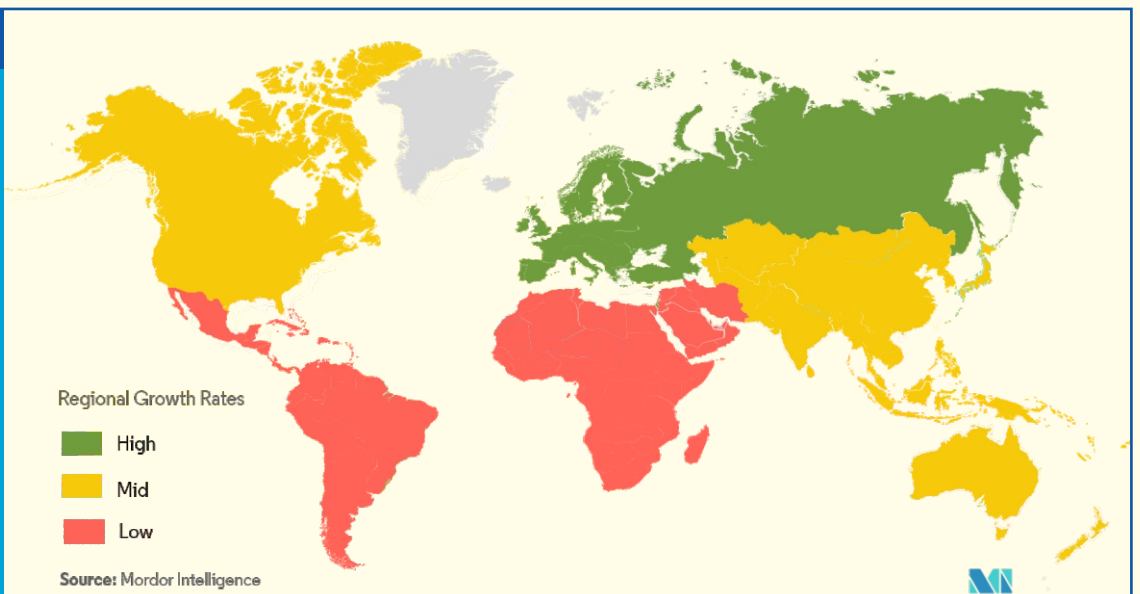 Regional Growth Rates
High
Mid
Low
Source: Mordor Intelligence